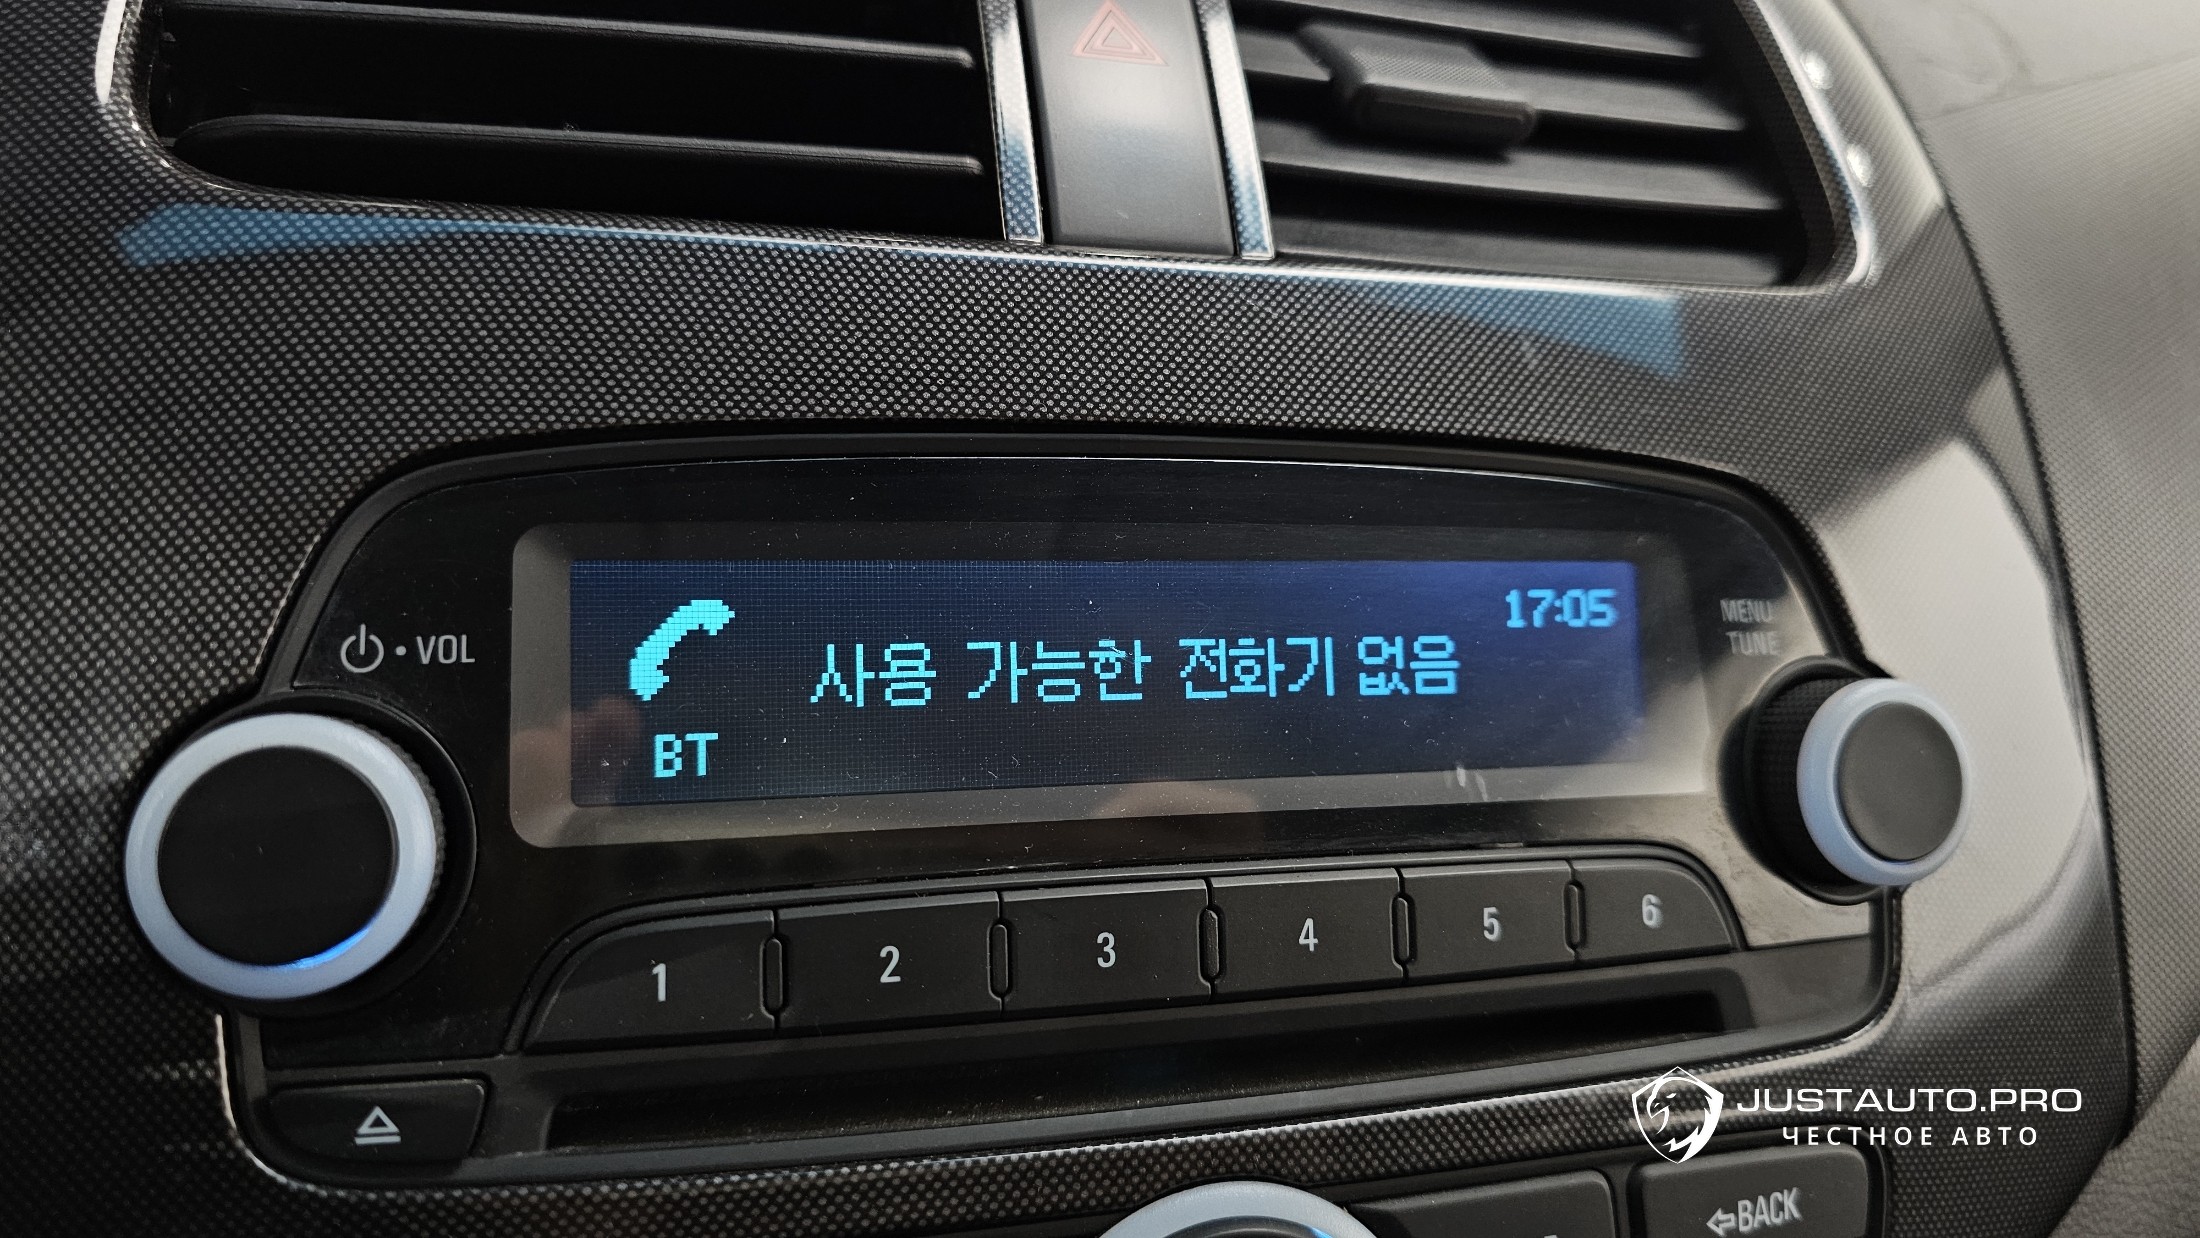 17:05
사용 가능한 전화기 없음
BT
VOL
MENU
TUNE
1 2 3 4 5 6
BACK
JUSTAUTO.PRO
ЧЕСТНОЕ АВТО